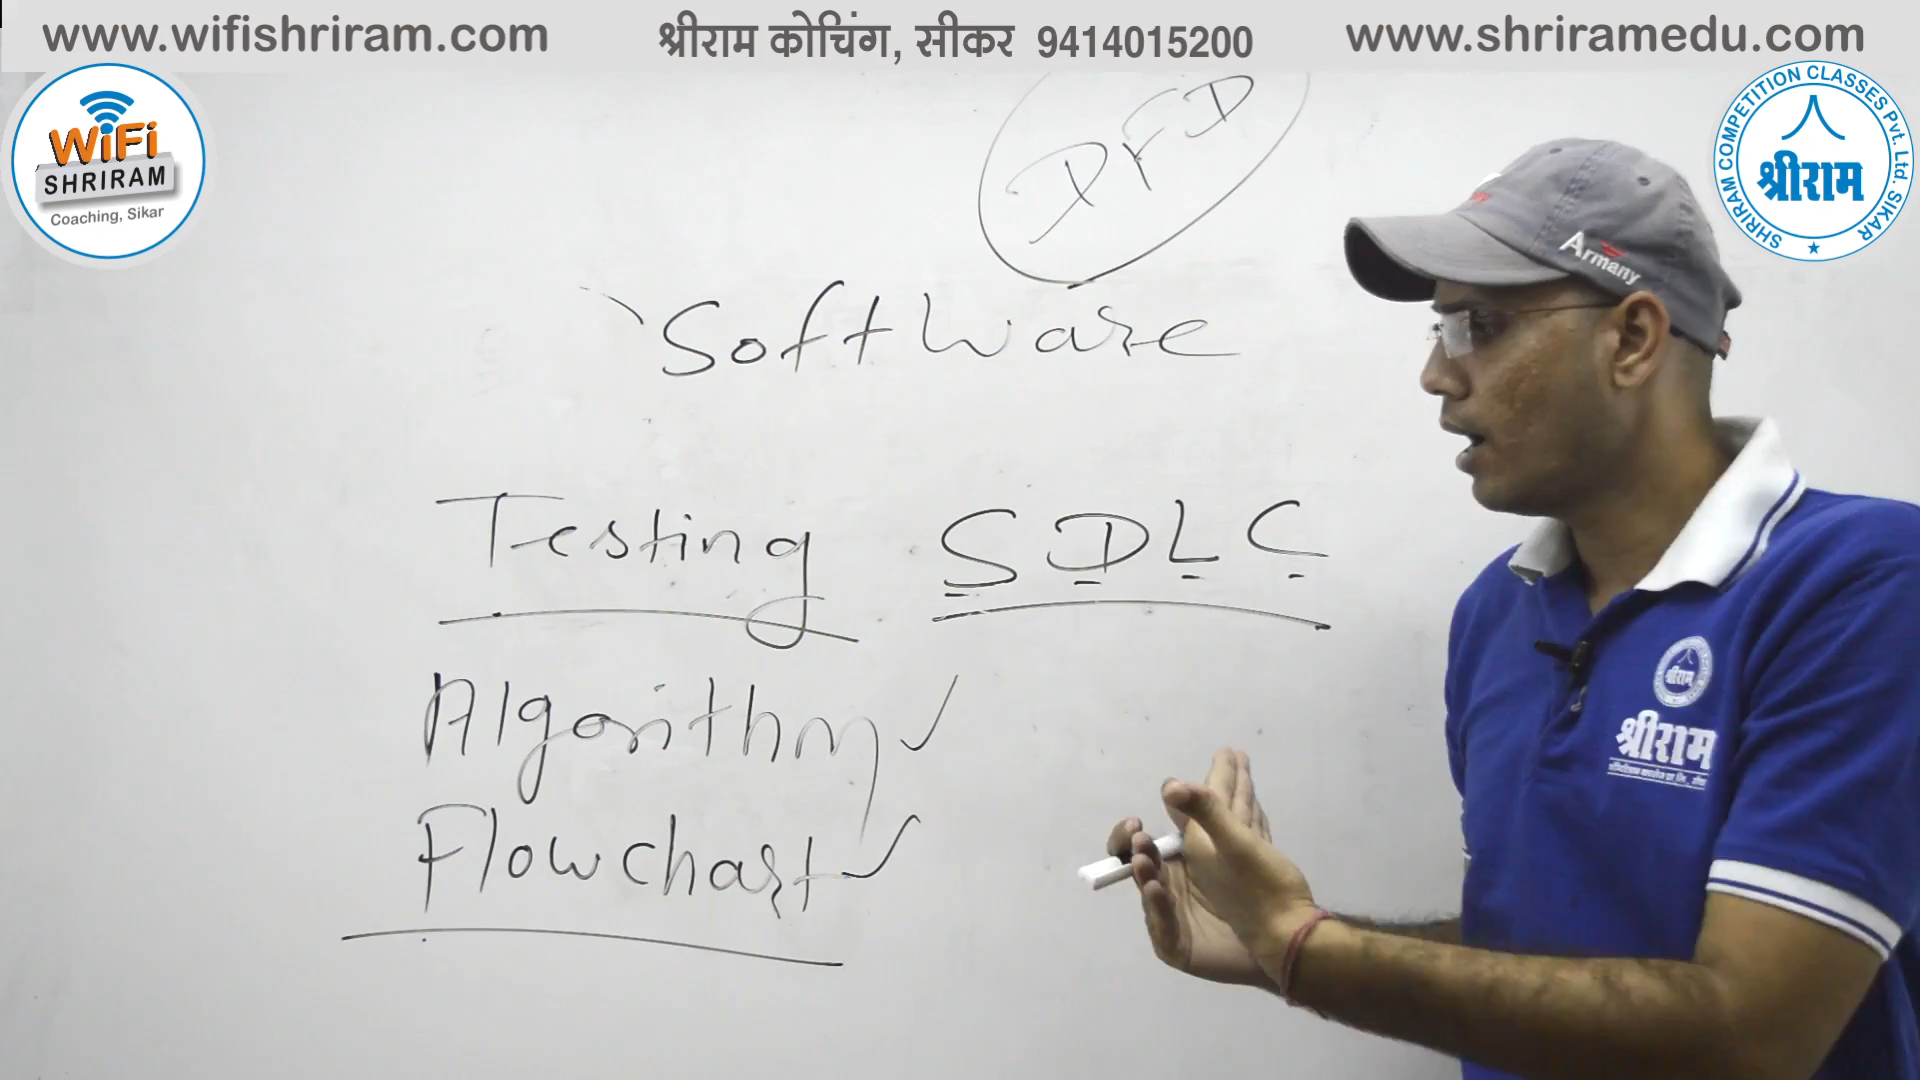 www.wifishriram.com श्रीराम कोचिंग, सीकर 9414015200 www.shriramedu.com
WiFi
SHRIRAM
Coaching, Sikar
SHRIRAM COMPETITION CLASSES Pvt. Ltd. SIKAR
श्रीराम
DFD
Software
Armany
Testing SDLC
Algorithm
Flowchart
श्रीराम
श्रीराम